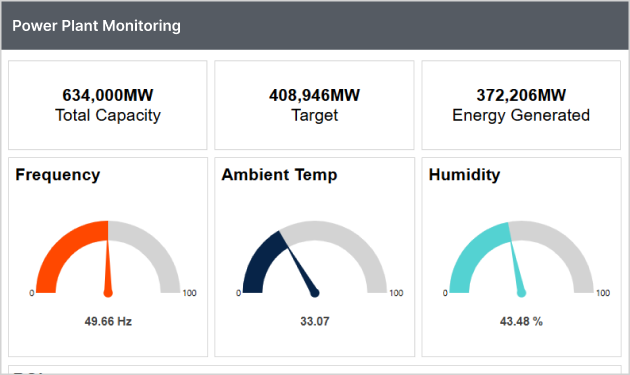 Power Plant Monitoring
634,000MW
Total Capacity
408,946MW
Target
372,206MW
Energy Generated
Frequency
0
100
49.66 Hz
Ambient Temp
0
100
33.07
Humidity
0
100
43.48 %